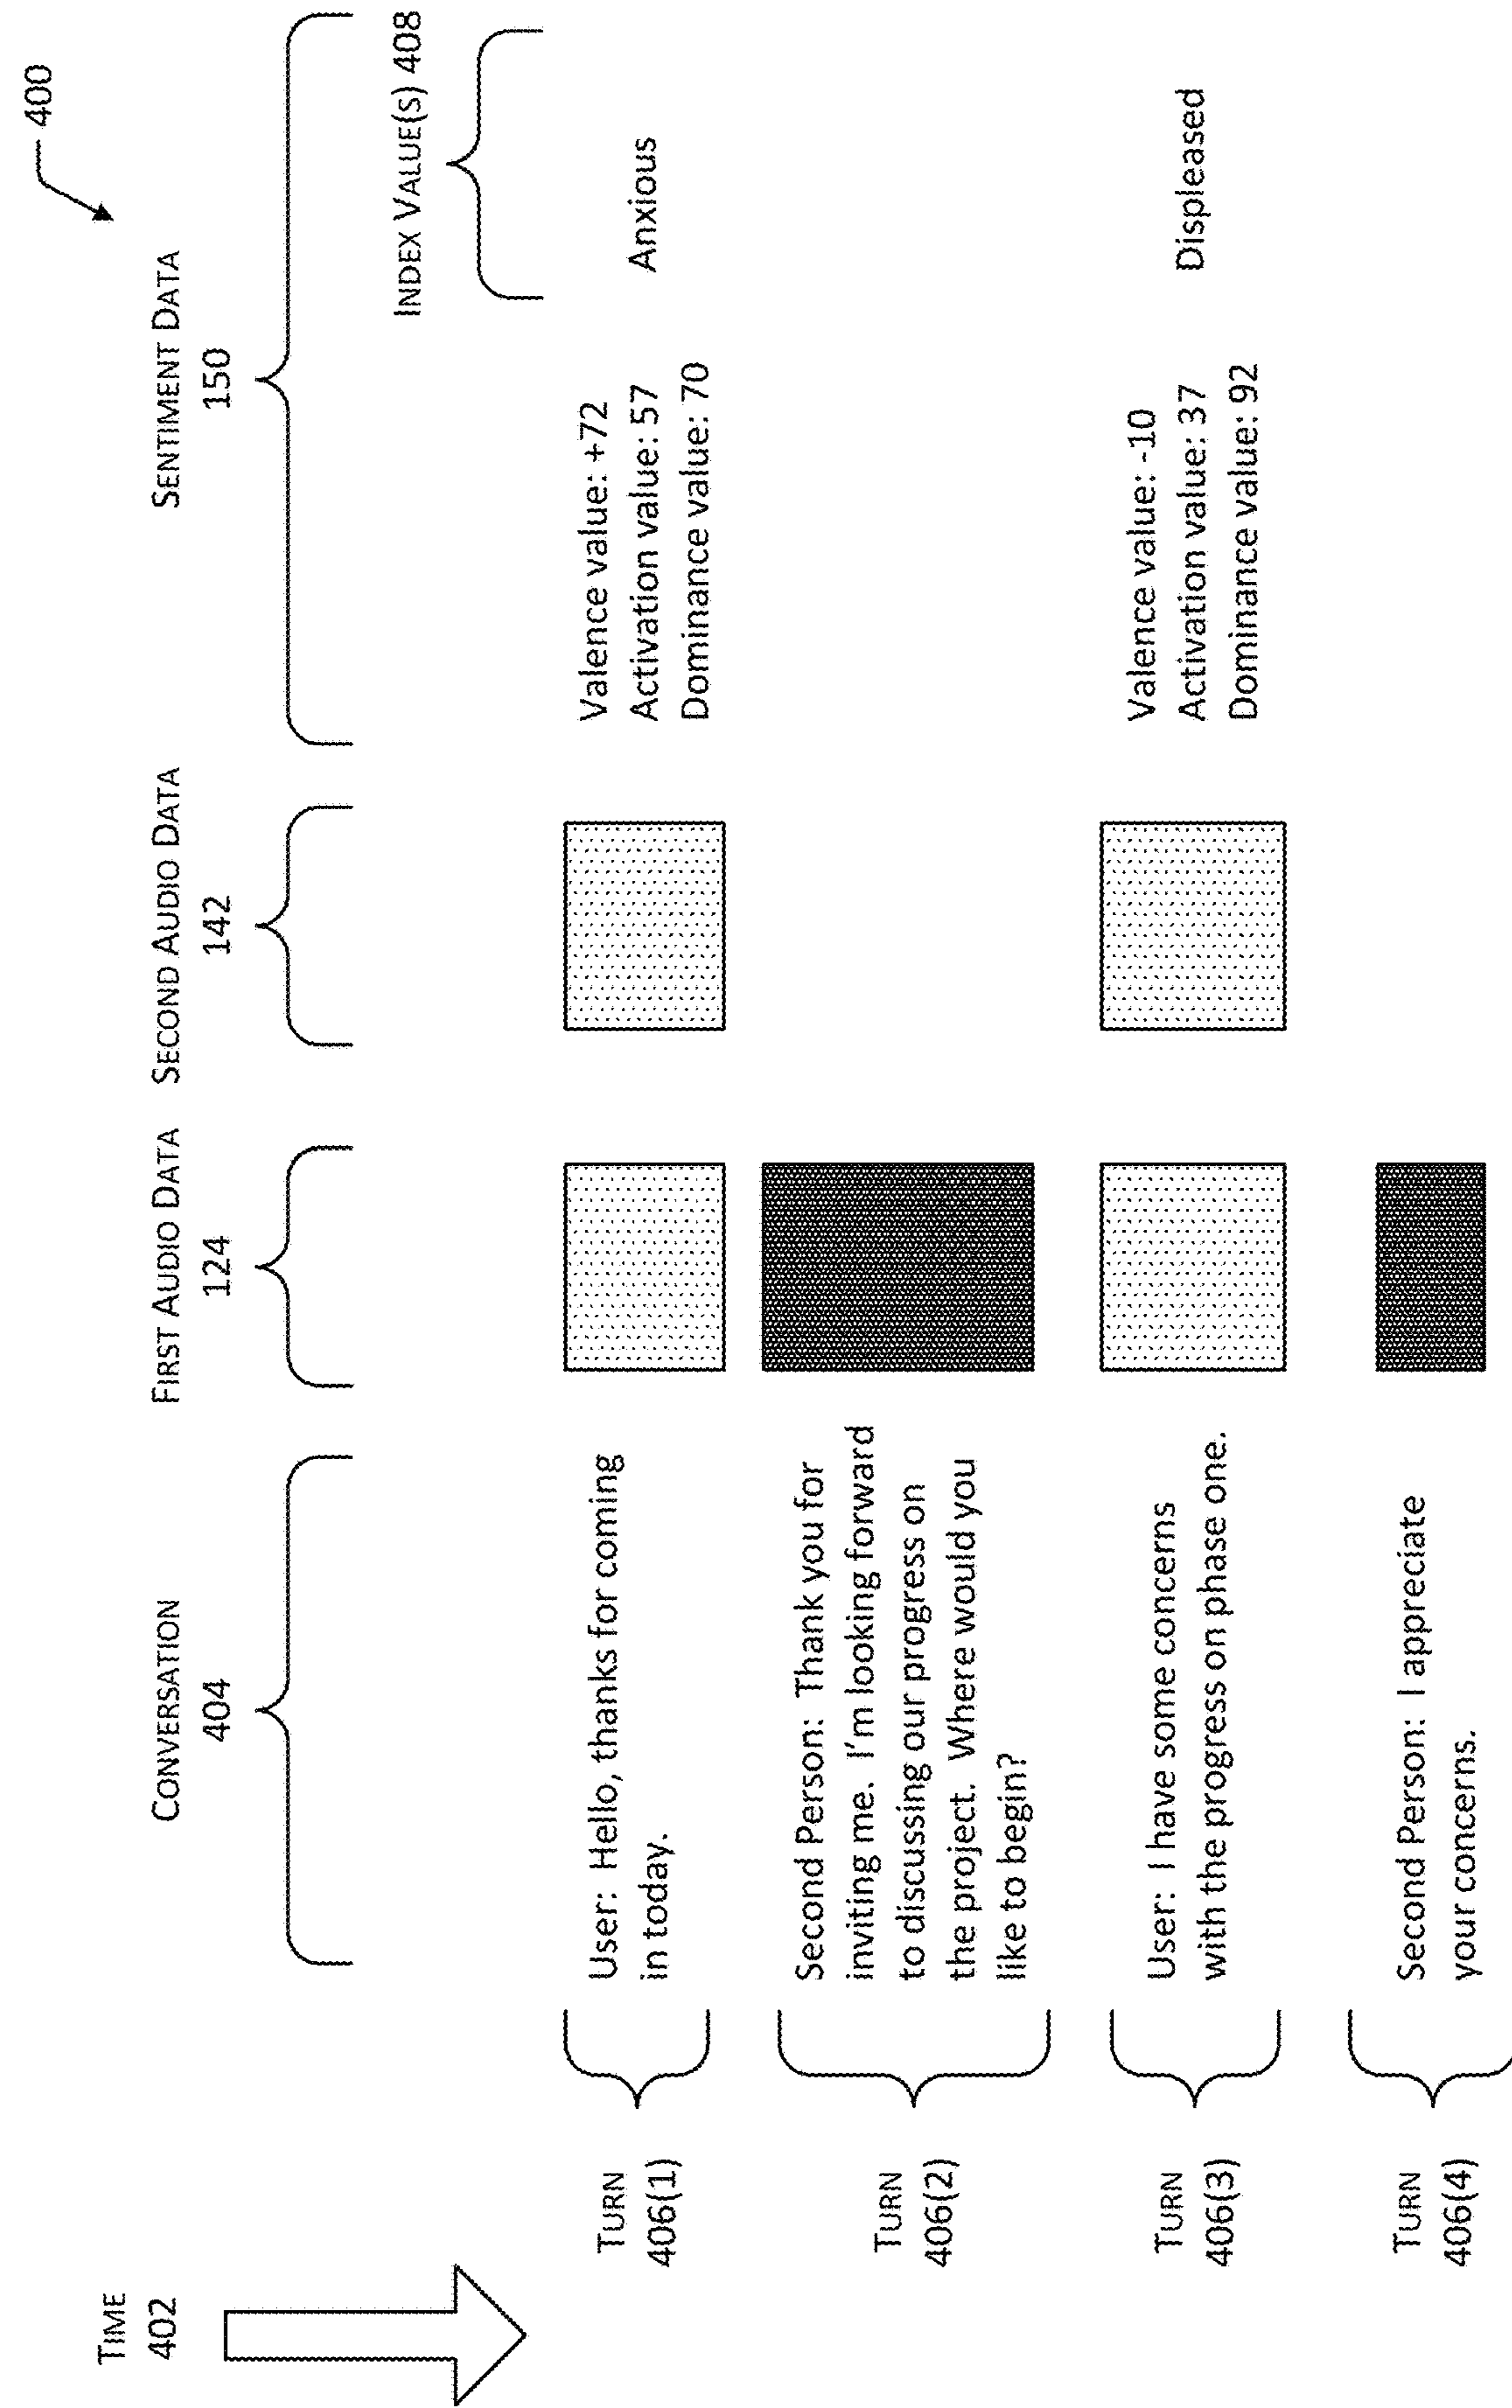 400
TIME
402
CONVERSATION
404
FIRST AUDIO DATA
124
SECOND AUDIO DATA
142
SENTIMENT DATA
150
INDEX VALUE(S) 408
TURN
406(1)
User: Hello, thanks for coming
in today.
Valence value: +72
Activation value: 57
Dominance value: 70
Anxious
TURN
406(2)
Second Person: Thank you for
inviting me. I'm looking forward
to discussing our progress on
the project. Where would you
like to begin?
TURN
406(3)
User: I have some concerns
with the progress on phase one.
Valence value: -10
Activation value: 37
Dominance value: 92
Displeased
TURN
406(4)
Second Person: I appreciate
your concerns.